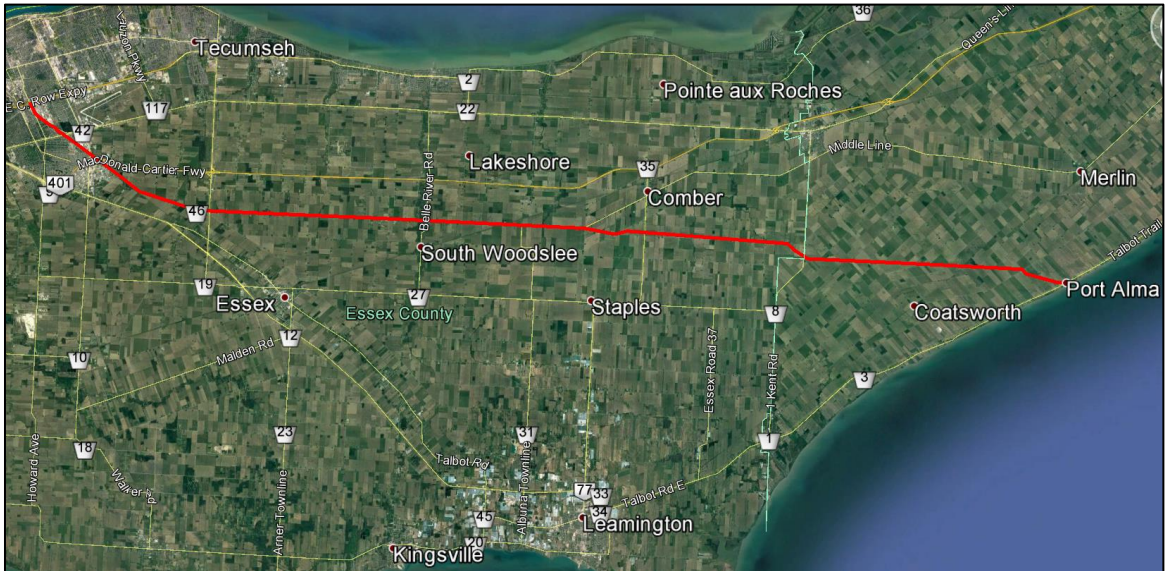 36
Queen's Lin
Tecumseh
2
E.C. Row Expy
117
22
Pointe aux Roches
42
MacDonald-Cartier Fwy
Lakeshore
35
Middle Line
Merlin
401
46
Comber
Belle River Rd
Talbot Trail
South Woodslee
Port Alma
19
Essex
27
Essex County
Staples
8
Coatsworth
12
Malden Rd
10
Essex Road 37
1 Kent Rd
3
18
23
31
1
Howard Ave
Arner Townline
Talbot Rd
Albuna Townline
77
33
Talbot Rd E
34
45
Leamington
20
Kingsville